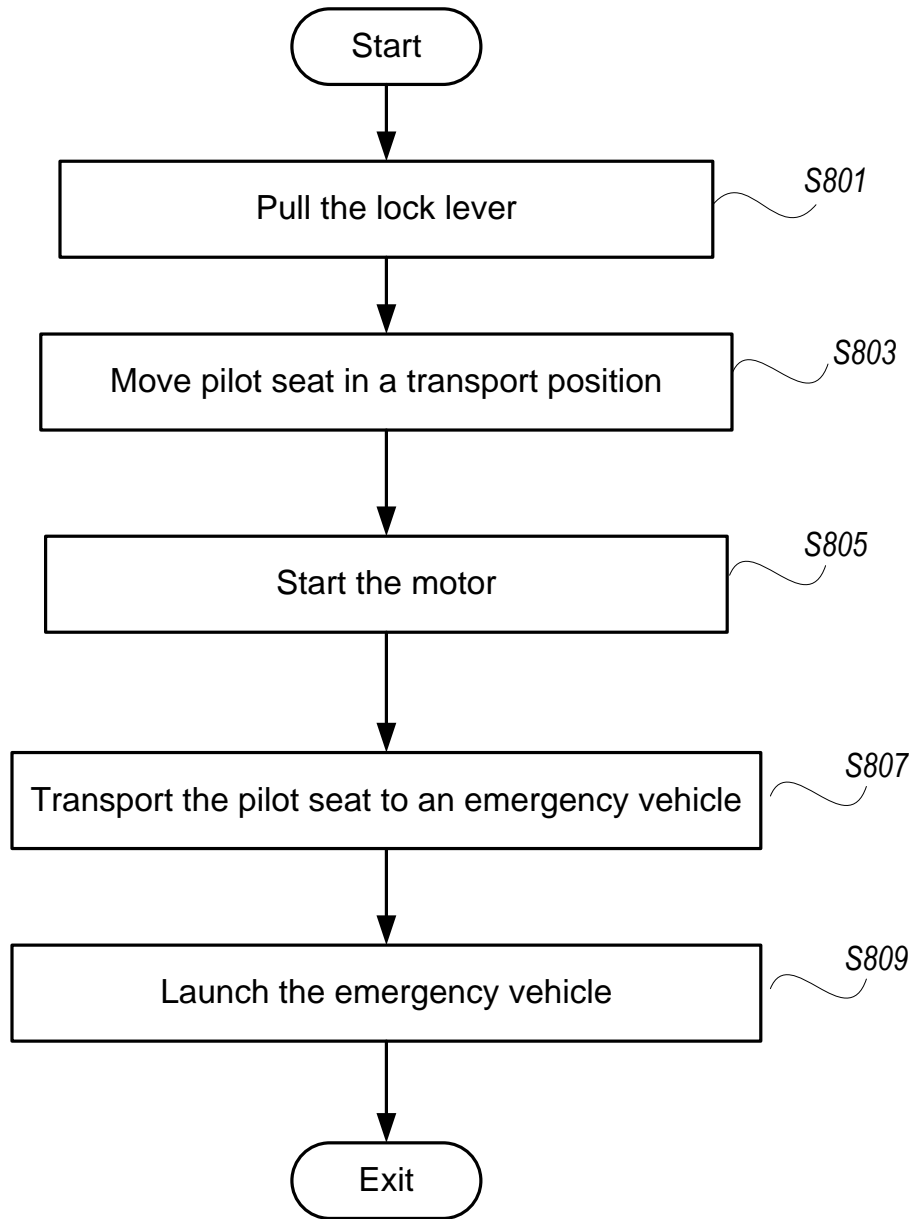 Start
Pull the lock lever
S801
Move pilot seat in a transport position
S803
Start the motor
S805
Transport the pilot seat to an emergency vehicle
S807
Launch the emergency vehicle
S809
Exit